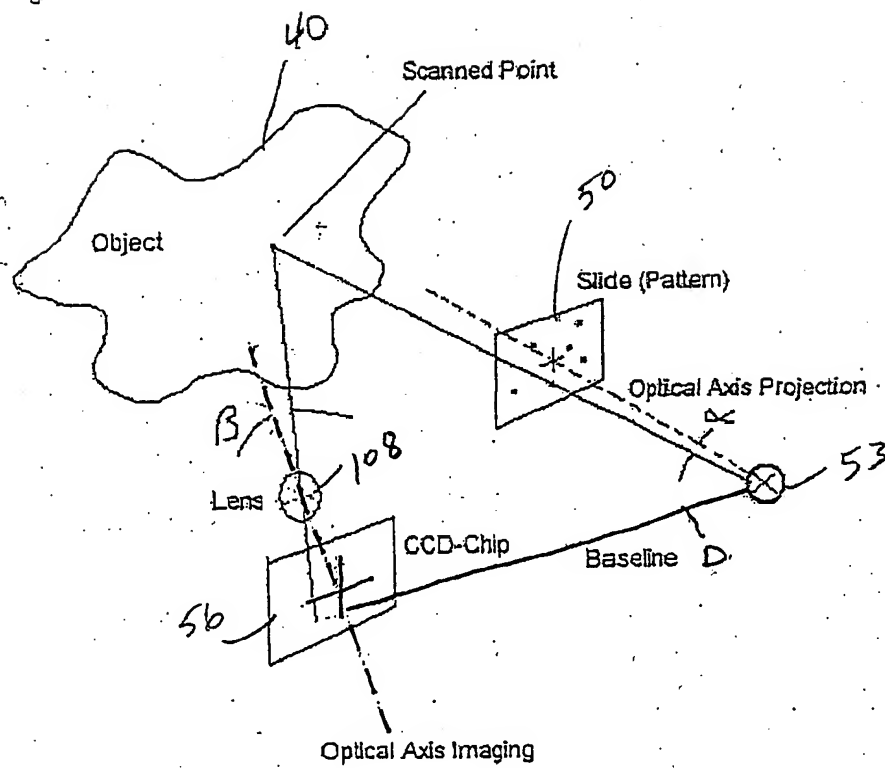 40
Scanned Point
50
Object
Slide (Pattern)
Optical Axis Projection
α
β
108
53
Lens
CCD-Chip
Baseline D.
56
Optical Axis Imaging